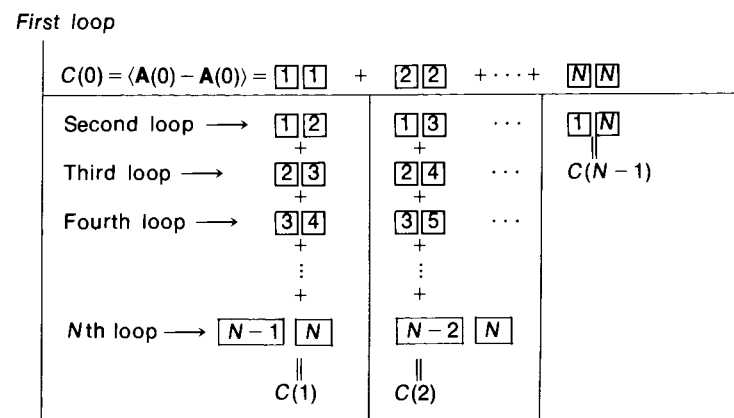 First loop
C(0) = ⟨A(0) – A(0)⟩ = 1 1 + 2 2 + · · · + N N
Second loop → 1 2 1 3 · · · 1 N
+ + ||
Third loop → 2 3 2 4 · · · C(N – 1)
+ +
Fourth loop → 3 4 3 5 · · ·
+ +
⋮ ⋮
+ +
Nth loop → N – 1 N N – 2 N
|| ||
C(1) C(2)